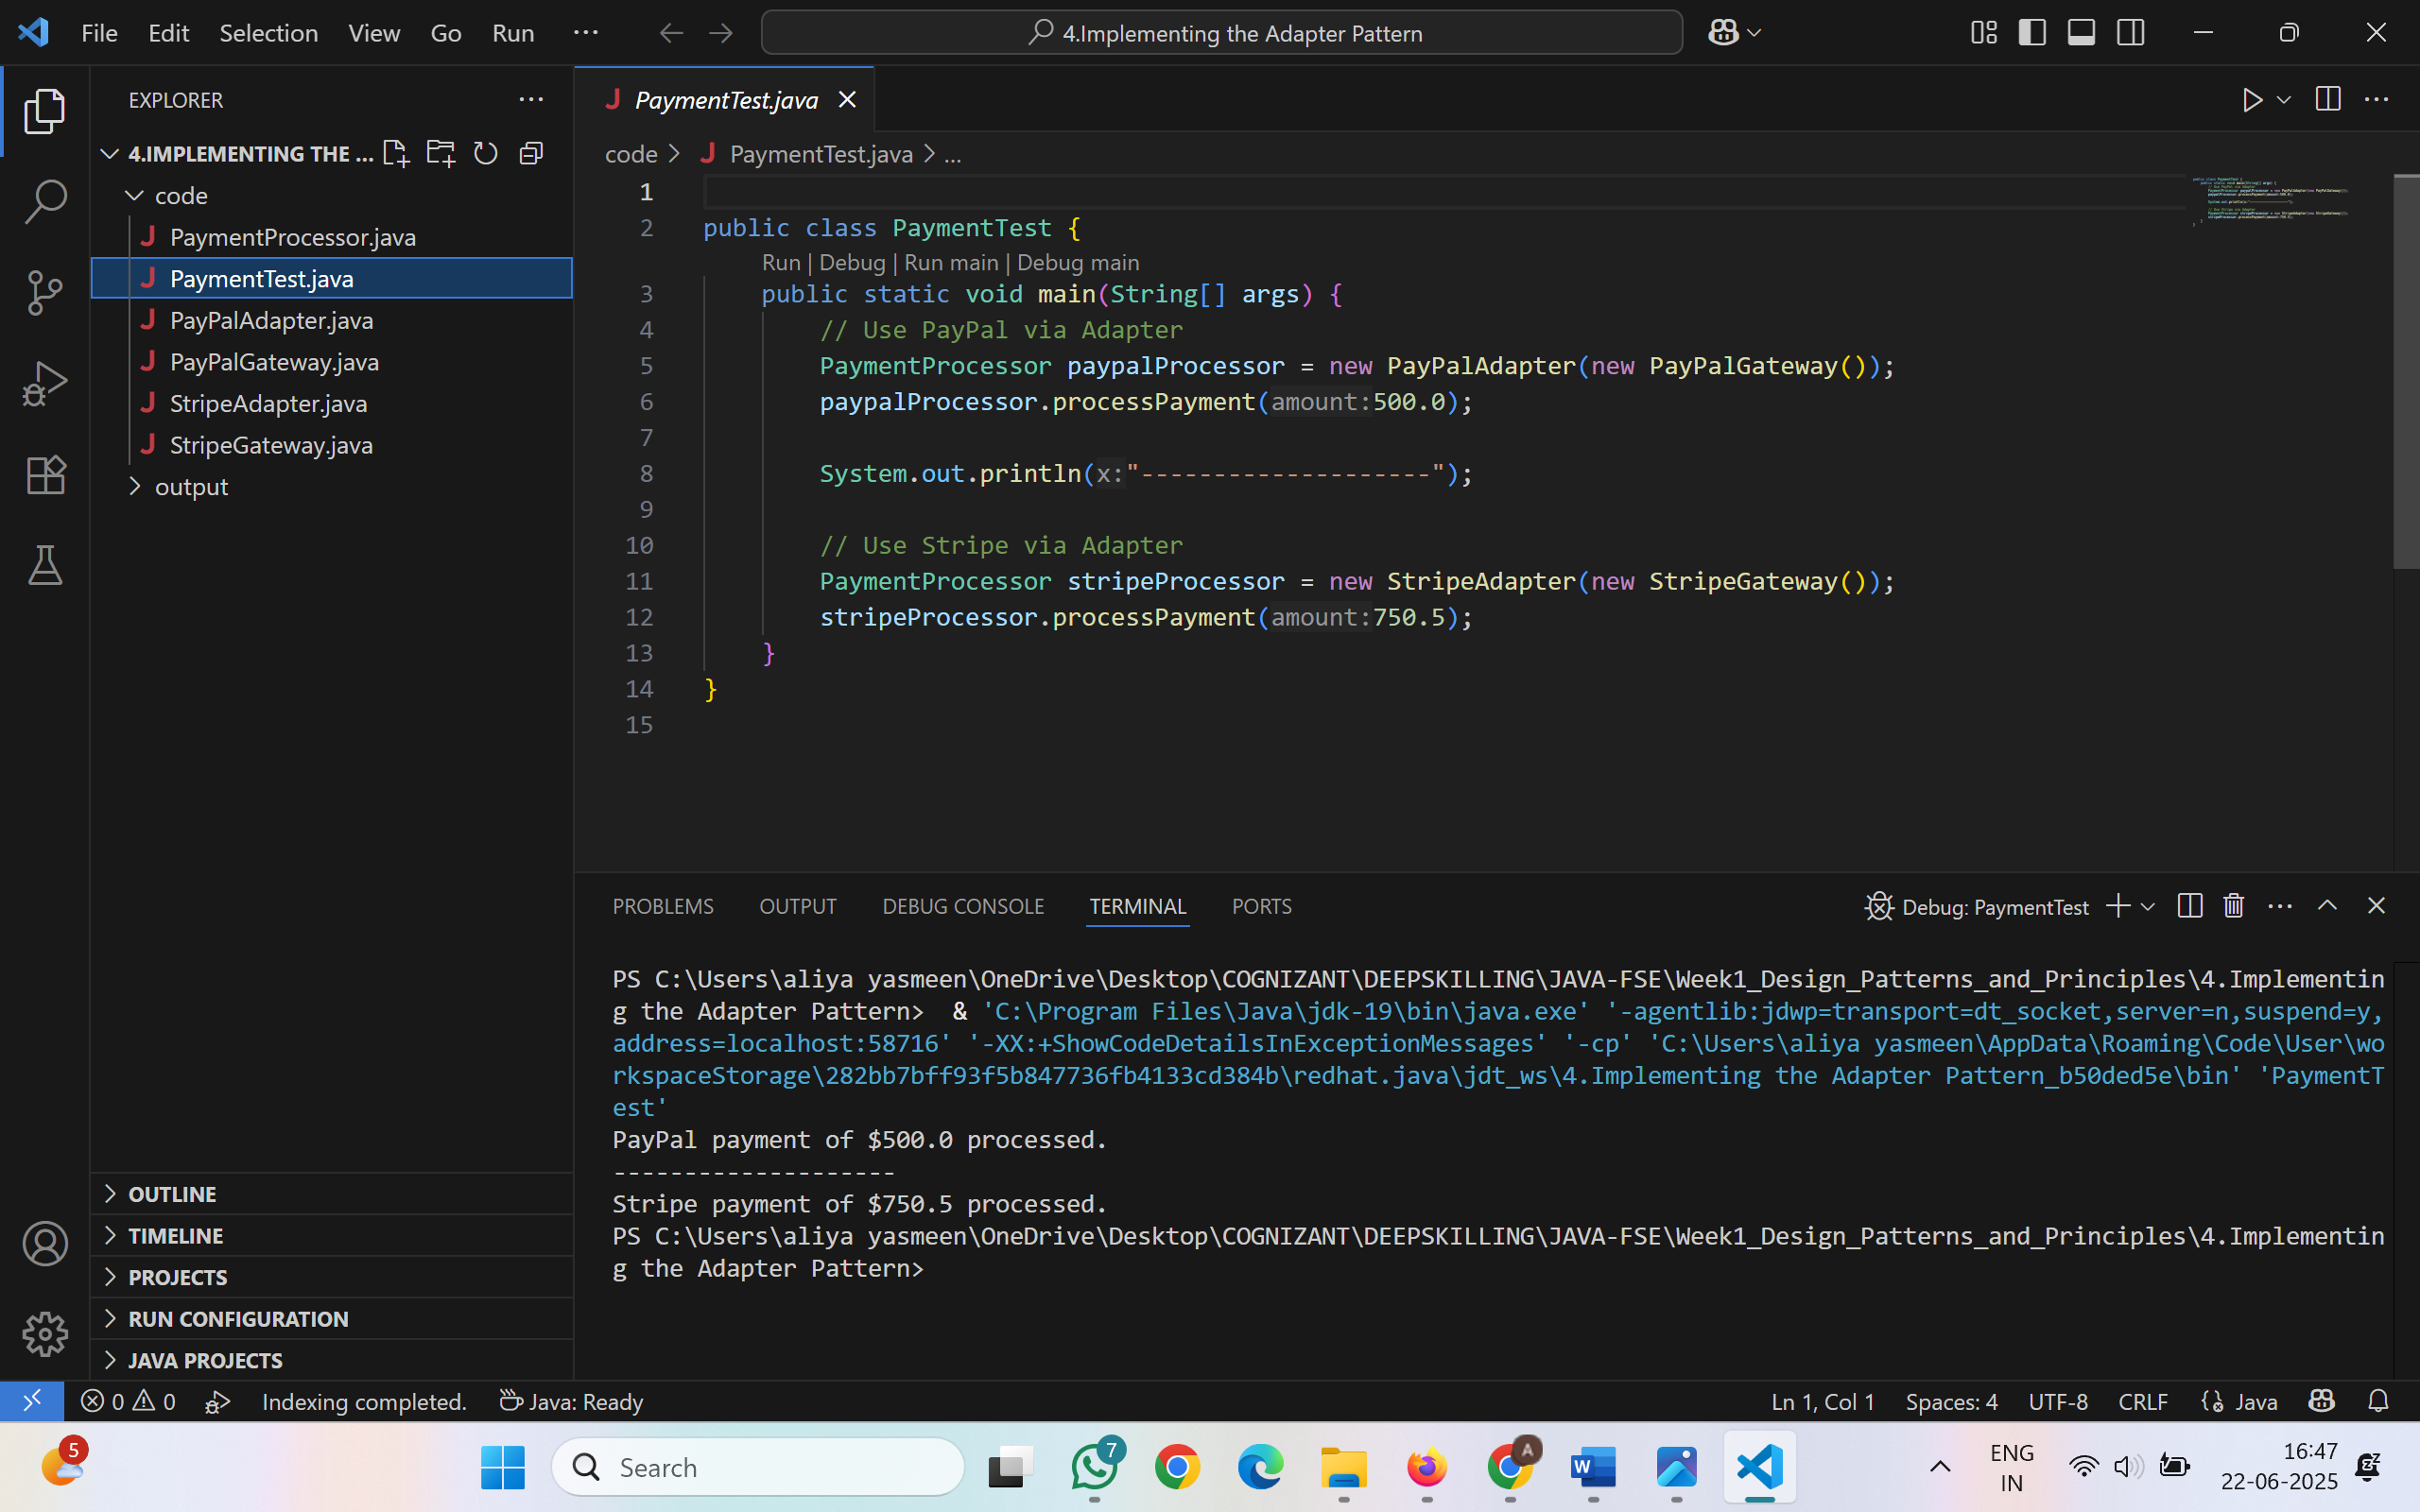 File Edit Selection View Go Run ··· 4.Implementing the Adapter Pattern
EXPLORER
4.IMPLEMENTING THE ...
code
PaymentProcessor.java
PaymentTest.java
PayPalAdapter.java
PayPalGateway.java
StripeAdapter.java
StripeGateway.java
output
OUTLINE
TIMELINE
PROJECTS
RUN CONFIGURATION
JAVA PROJECTS
J PaymentTest.java
code > J PaymentTest.java > ...
1
2 public class PaymentTest {
Run | Debug | Run main | Debug main
3 public static void main(String[] args) {
4 // Use PayPal via Adapter
5 PaymentProcessor paypalProcessor = new PayPalAdapter(new PayPalGateway());
6 paypalProcessor.processPayment(amount:500.0);
7
8 System.out.println(x:"--------------------");
9
10 // Use Stripe via Adapter
11 PaymentProcessor stripeProcessor = new StripeAdapter(new StripeGateway());
12 stripeProcessor.processPayment(amount:750.5);
13 }
14 }
15
PROBLEMS OUTPUT DEBUG CONSOLE TERMINAL PORTS Debug: PaymentTest
PS C:\Users\aliya yasmeen\OneDrive\Desktop\COGNIZANT\DEEPSKILLING\JAVA-FSE\Week1_Design_Patterns_and_Principles\4.Implementin
g the Adapter Pattern>  & 'C:\Program Files\Java\jdk-19\bin\java.exe' '-agentlib:jdwp=transport=dt_socket,server=n,suspend=y,
address=localhost:58716' '-XX:+ShowCodeDetailsInExceptionMessages' '-cp' 'C:\Users\aliya yasmeen\AppData\Roaming\Code\User\wo
rkspaceStorage\282bb7bff93f5b847736fb4133cd384b\redhat.java\jdt_ws\4.Implementing the Adapter Pattern_b50ded5e\bin' 'PaymentT
est'
PayPal payment of $500.0 processed.
--------------------
Stripe payment of $750.5 processed.
PS C:\Users\aliya yasmeen\OneDrive\Desktop\COGNIZANT\DEEPSKILLING\JAVA-FSE\Week1_Design_Patterns_and_Principles\4.Implementin
g the Adapter Pattern>
0 0 Indexing completed. Java: Ready Ln 1, Col 1 Spaces: 4 UTF-8 CRLF Java
5 Search 7 A W ENG
IN
16:47
22-06-2025